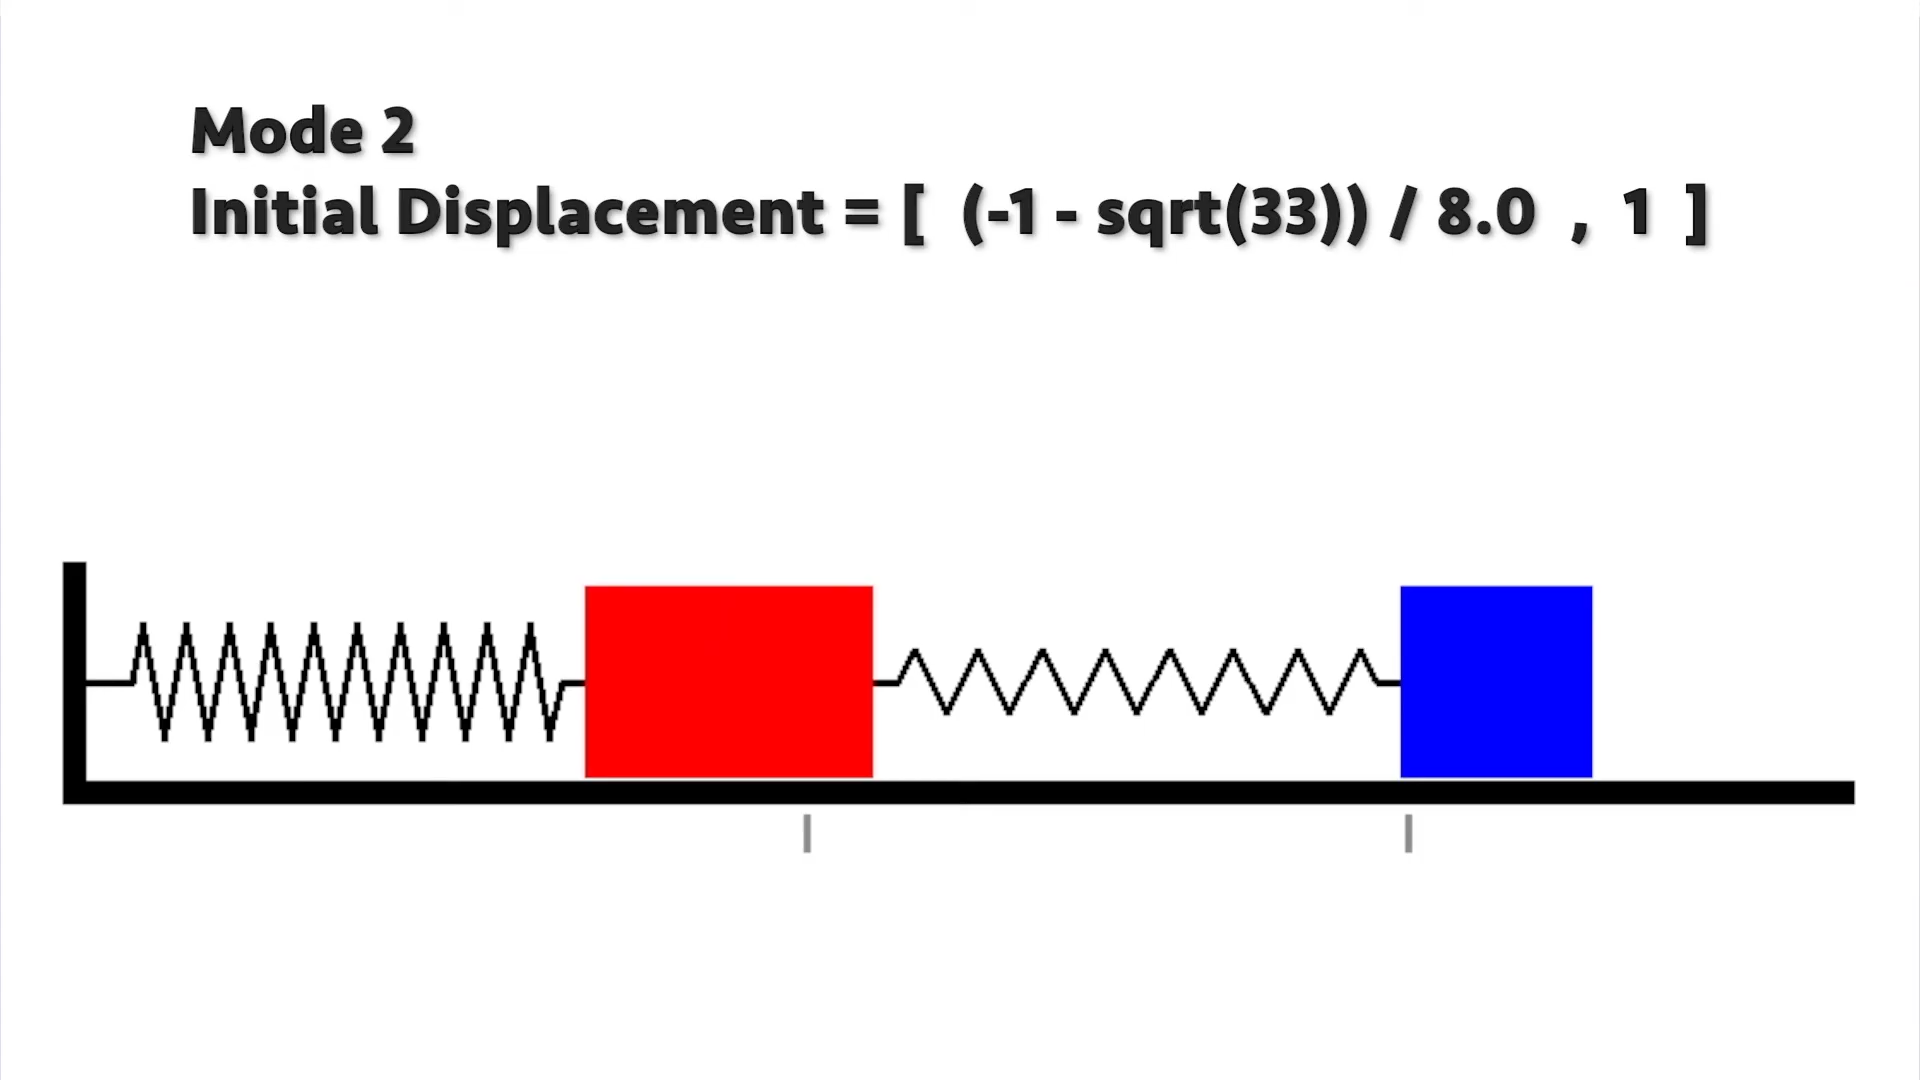 Mode 2
Initial Displacement = [ (-1 - sqrt(33)) / 8.0 , 1 ]